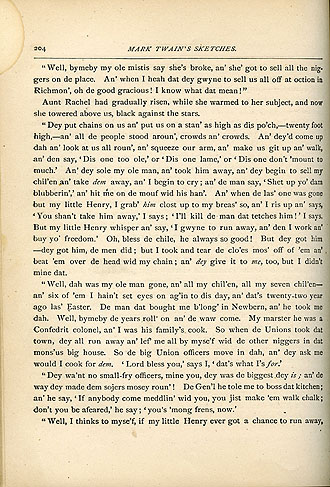 204 MARK TWAIN'S SKETCHES.
"Well, bymeby my ole mistis say she's broke, an' she' got to sell all the nig-
gers on de place. An' when I heah dat dey gwyne to sell us all off at oction in
Richmon', oh de good gracious! I know what dat mean!"
Aunt Rachel had gradually risen, while she warmed to her subject, and now
she towered above us, black against the stars.
"Dey put chains on us an' put us on a stan' as high as dis po'ch,—twenty foot
high,—an' all de people stood aroun', crowds an' crowds. An' dey'd come up
dah an' look at us all roun', an' squeeze our arm, an' make us git up an' walk,
an' den say, 'Dis one too ole,' or 'Dis one lame,' or 'Dis one don't 'mount to
much.' An' dey sole my ole man, an' took him away, an' dey begin to sell my
chil'en an' take dem away, an' I begin to cry; an' de man say, 'Shet up yo' dam
blubberin',' an' hit me on de mouf wid his han'. An' when de las' one was gone
but my little Henry, I grab' him clost up to my breas' so, an' I ris up an' says,
'You shan't take him away,' I says; 'I'll kill de man dat tetches him!' I says.
But my little Henry whisper an' say, 'I gwyne to run away, an' den I work an'
buy yo' freedom.' Oh, bless de chile, he always so good! But dey got him
—dey got him, de men did; but I took and tear de clo'es mos' off of 'em an'
beat 'em over de head wid my chain; an' dey give it to me, too, but I didn't
mine dat.
"Well, dah was my ole man gone, an' all my chil'en, all my seven chil'en—
an' six of 'em I hain't set eyes on ag'in to dis day, an' dat's twenty-two year
ago las' Easter. De man dat bought me b'long' in Newbern, an' he took me
dah. Well, bymeby de years roll' on an' de waw come. My marster he was a
Confedrit colonel, an' I was his family's cook. So when de Unions took dat
town, dey all run away an' lef' me all by myse'f wid de other niggers in dat
mons'us big house. So de big Union officers move in dah, an' dey ask me
would I cook for dem. 'Lord bless you,' says I, 'dat's what I's for.'
"Dey wa'nt no small-fry officers, mine you, dey was de biggest dey is; an' de
way dey made dem sojers mosey roun'! De Gen'l he tole me to boss dat kitchen;
an' he say, 'If anybody come meddlin' wid you, you jist make 'em walk chalk;
don't you be afeared,' he say; 'you's 'mong frens, now.'
"Well, I thinks to myse'f, if my little Henry ever got a chance to run away,